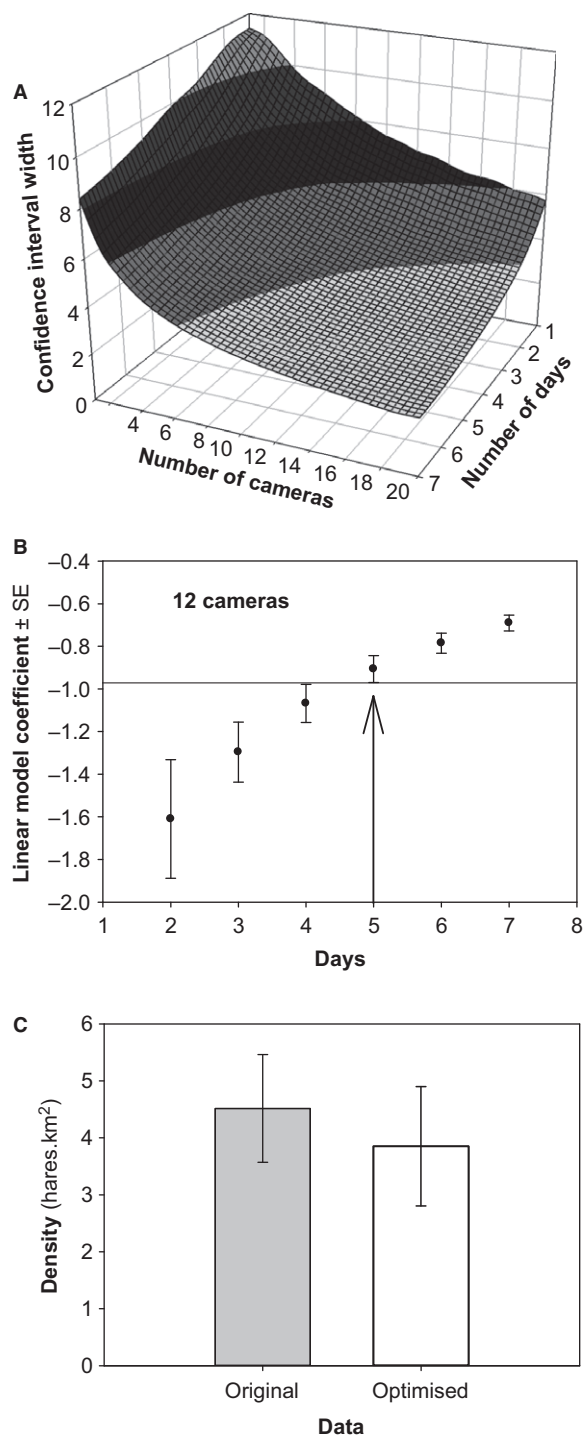 A
Confidence interval width
12
10
8
6
4
2
0
4 6 8 10 12 14 16 18 20
Number of cameras
1
2
3
4
5
6
7
Number of days
B
Linear model coefficient ± SE
–0.4
–0.6
–0.8
–1.0
–1.2
–1.4
–1.6
–1.8
–2.0
12 cameras
1 2 3 4 5 6 7 8
Days
C
Density (hares.km²)
6
5
4
3
2
1
0
Original Optimised
Data